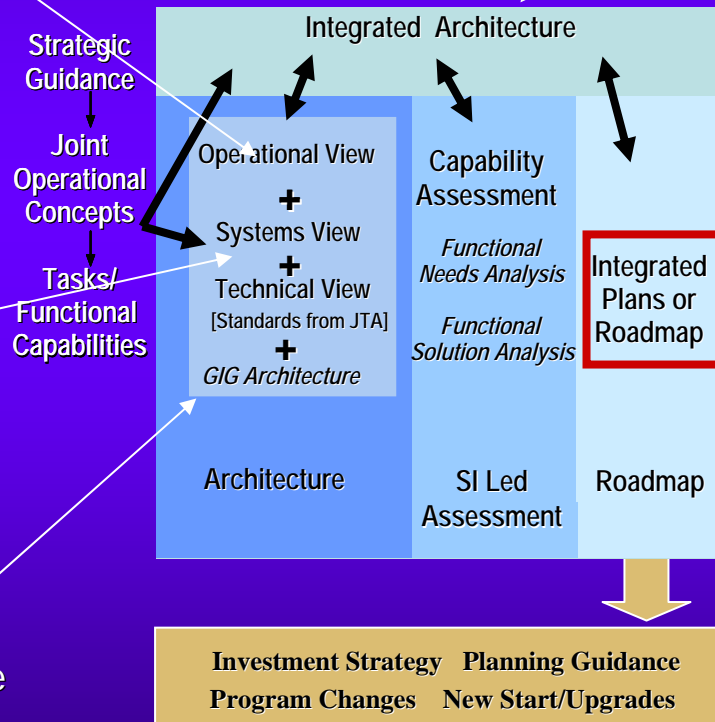 Integrated Architecture
Strategic
Guidance
Joint
Operational
Concepts
Tasks/
Functional
Capabilities
Operational View
+
Systems View
+
Technical View
[Standards from JTA]
+
GIG Architecture
Architecture
Capability
Assessment
Functional
Needs Analysis
Functional
Solution Analysis
SI Led
Assessment
Integrated
Plans or
Roadmap
Roadmap
Investment Strategy Planning Guidance
Program Changes New Start/Upgrades